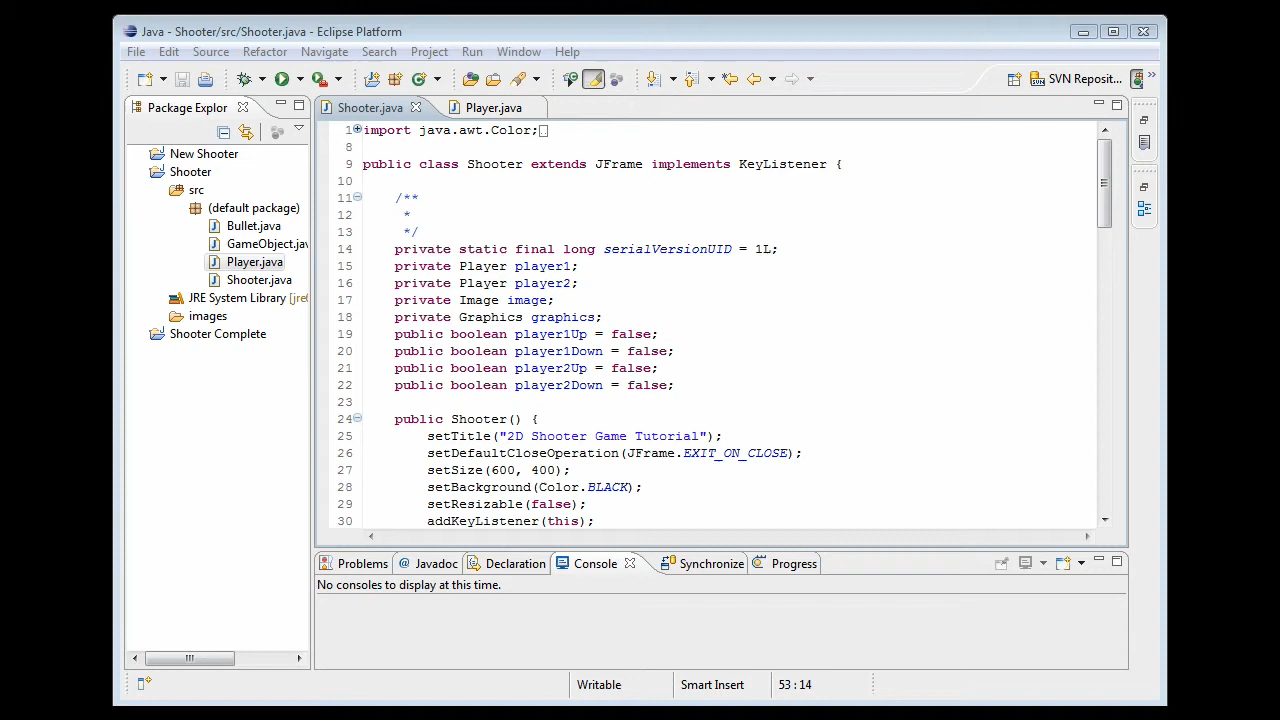 Java - Shooter/src/Shooter.java - Eclipse Platform
File Edit Source Refactor Navigate Search Project Run Window Help
SVN Reposit...
Package Explor
Shooter.java
Player.java
New Shooter
Shooter
src
(default package)
Bullet.java
GameObject.jav
Player.java
Shooter.java
JRE System Library [jre
images
Shooter Complete
1 import java.awt.Color;
8
9 public class Shooter extends JFrame implements KeyListener {
10
11 /**
12 *
13 */
14 private static final long serialVersionUID = 1L;
15 private Player player1;
16 private Player player2;
17 private Image image;
18 private Graphics graphics;
19 public boolean player1Up = false;
20 public boolean player1Down = false;
21 public boolean player2Up = false;
22 public boolean player2Down = false;
23
24 public Shooter() {
25 setTitle("2D Shooter Game Tutorial");
26 setDefaultCloseOperation(JFrame.EXIT_ON_CLOSE);
27 setSize(600, 400);
28 setBackground(Color.BLACK);
29 setResizable(false);
30 addKeyListener(this);
Problems @ Javadoc Declaration Console Synchronize Progress
No consoles to display at this time.
Writable Smart Insert 53 : 14